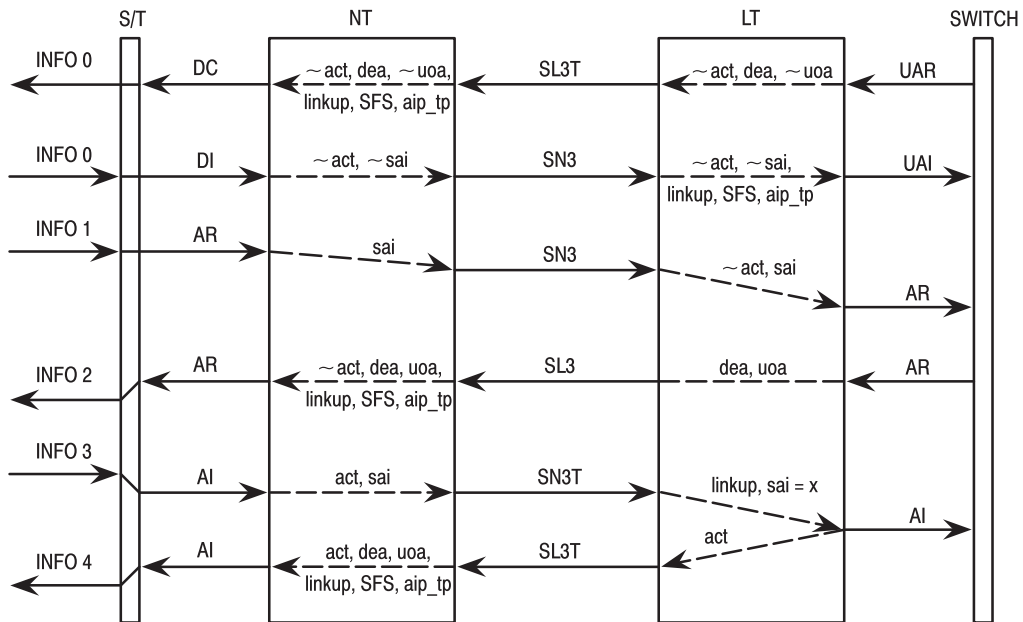 S/T NT LT SWITCH
INFO 0 DC ~act, dea, ~uoa, SL3T ~act, dea, ~uoa UAR
linkup, SFS, aip_tp
INFO 0 DI ~act, ~sai SN3 ~act, ~sai, UAI
linkup, SFS, aip_tp
INFO 1 AR sai SN3 ~act, sai AR
INFO 2 AR ~act, dea, uoa, SL3 dea, uoa AR
linkup, SFS, aip_tp
INFO 3 AI act, sai SN3T linkup, sai = x AI
act
INFO 4 AI act, dea, uoa, SL3T
linkup, SFS, aip_tp